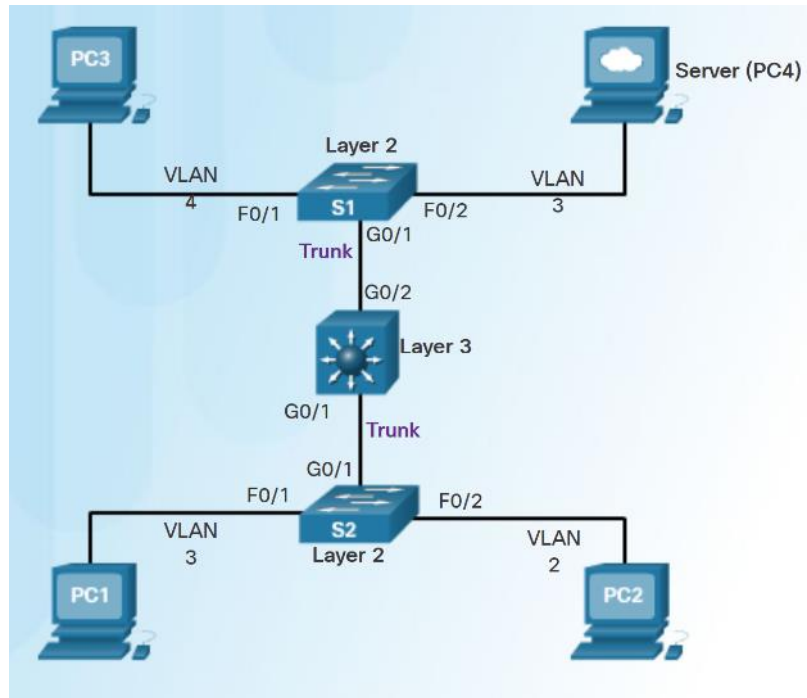 PC3
Server (PC4)
Layer 2
VLAN
4
F0/1
S1
F0/2
VLAN
3
G0/1
Trunk
G0/2
Layer 3
G0/1
Trunk
G0/1
F0/1
F0/2
VLAN
3
S2
Layer 2
VLAN
2
PC1
PC2